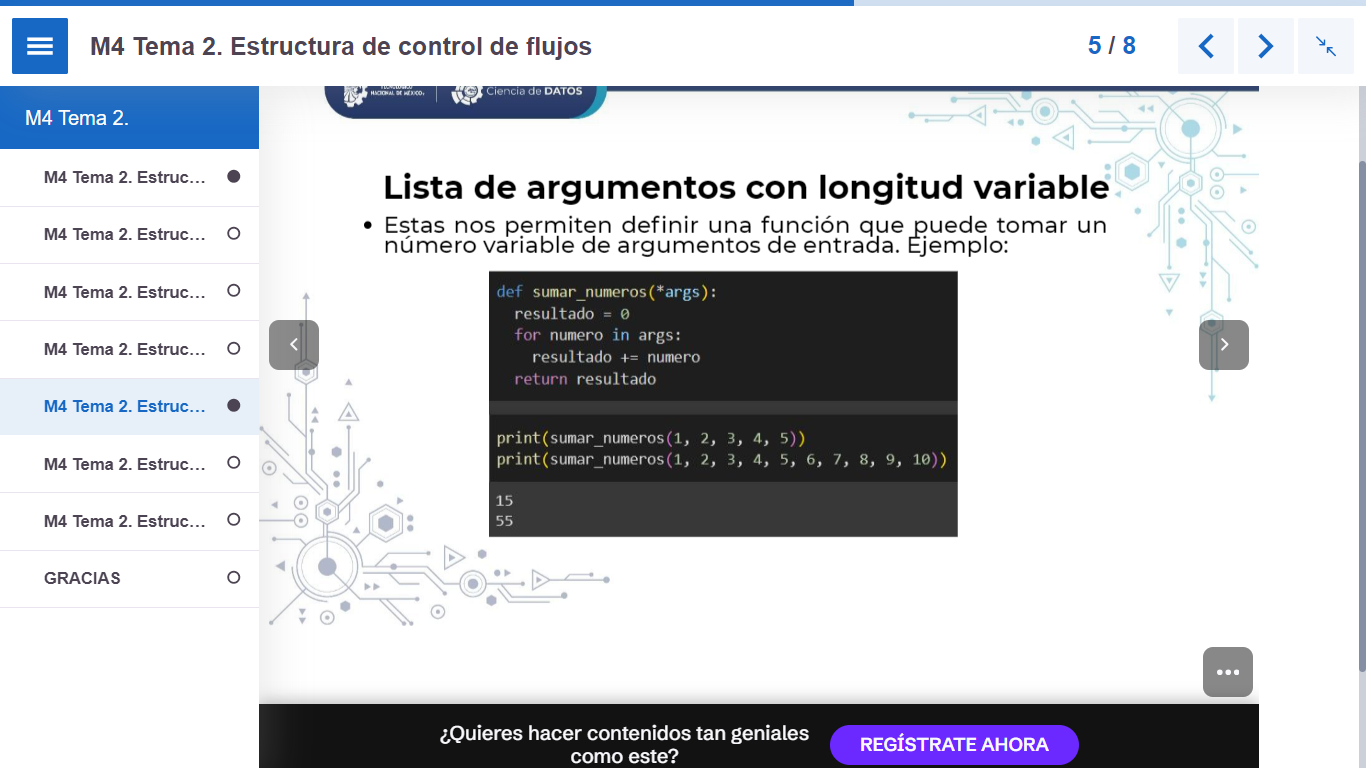 M4 Tema 2. Estructura de control de flujos
5 / 8
M4 Tema 2.
M4 Tema 2. Estruc...
M4 Tema 2. Estruc...
M4 Tema 2. Estruc...
M4 Tema 2. Estruc...
M4 Tema 2. Estruc...
M4 Tema 2. Estruc...
M4 Tema 2. Estruc...
GRACIAS
TECNOLÓGICO
NACIONAL DE MÉXICO
Ciencia de DATOS
Lista de argumentos con longitud variable
• Estas nos permiten definir una función que puede tomar un
número variable de argumentos de entrada. Ejemplo:
def sumar_numeros(*args):
  resultado = 0
  for numero in args:
    resultado += numero
  return resultado
print(sumar_numeros(1, 2, 3, 4, 5))
print(sumar_numeros(1, 2, 3, 4, 5, 6, 7, 8, 9, 10))
15
55
¿Quieres hacer contenidos tan geniales
como este?
REGÍSTRATE AHORA